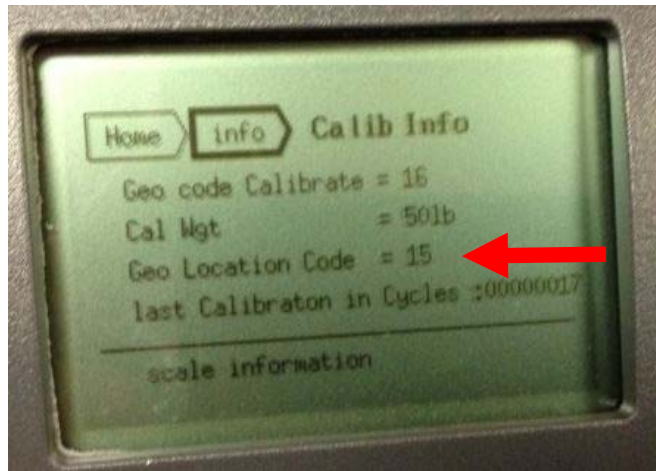 Home info Calib Info
Geo code Calibrate = 16
Cal Wgt = 50lb
Geo Location Code = 15
last Calibraton in Cycles :00000017
scale information